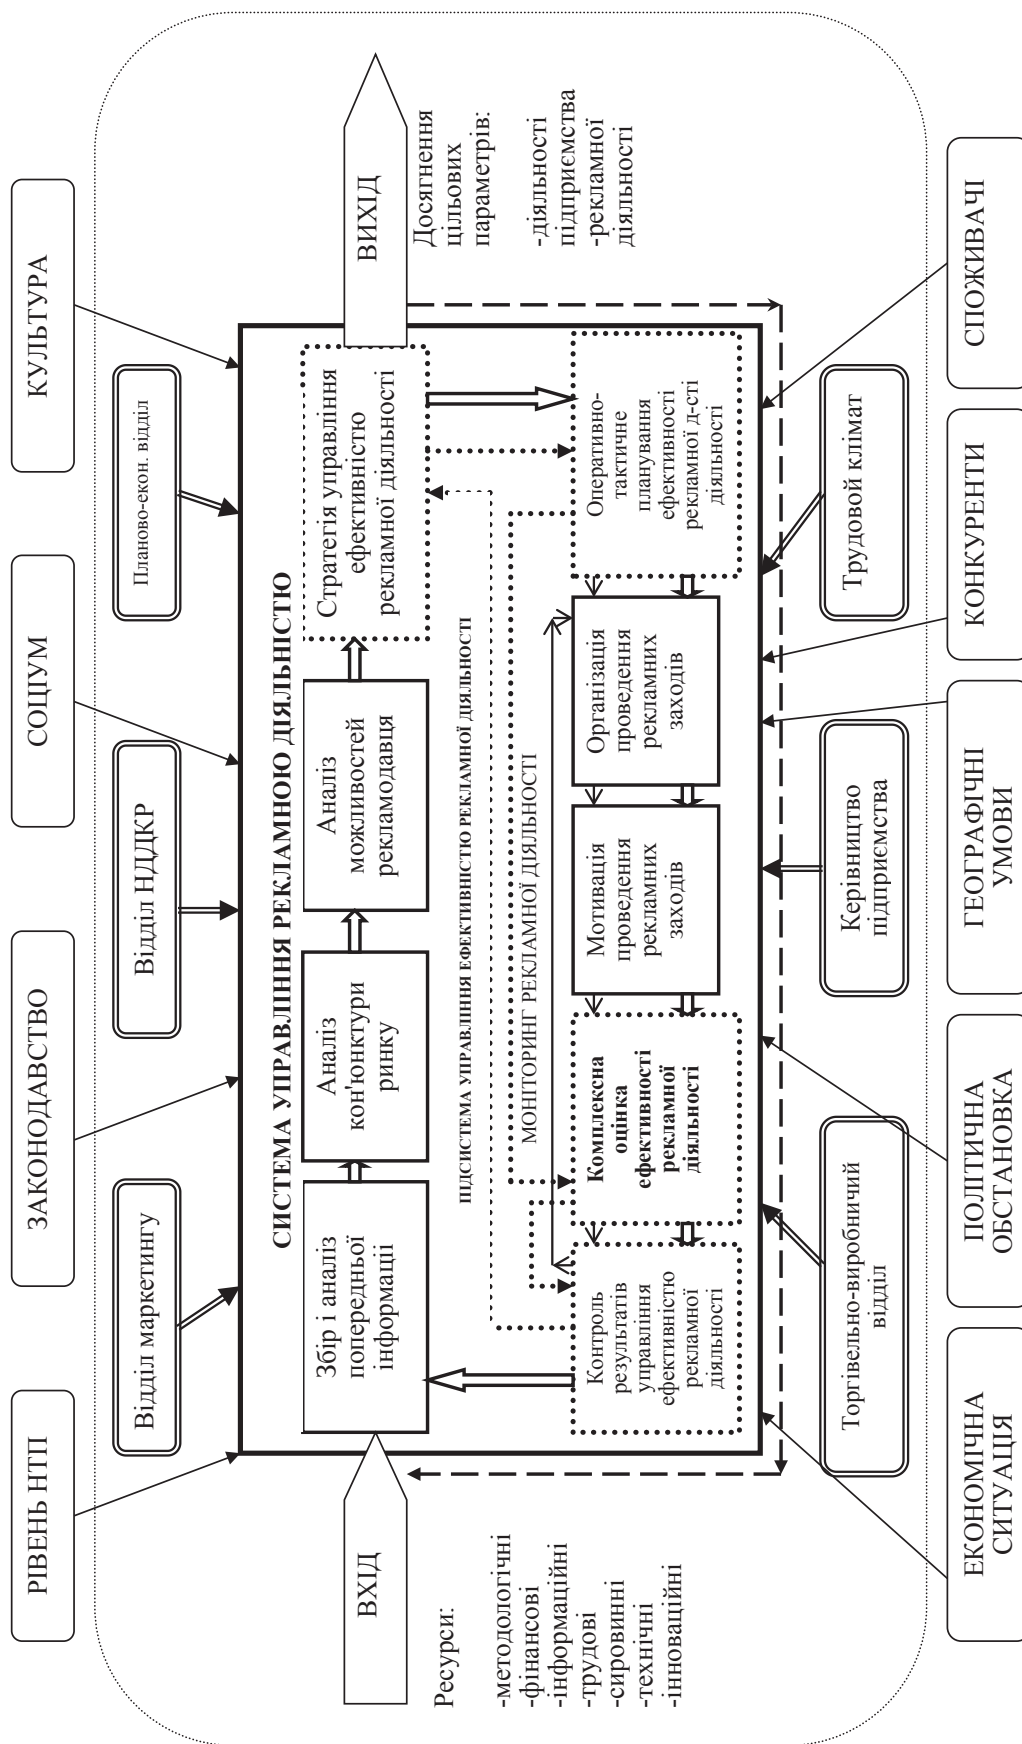 РІВЕНЬ НТП
ЗАКОНОДАВСТВО
СОЦІУМ
КУЛЬТУРА
Відділ маркетингу
Відділ НДДКР
Планово-екон. відділ
СИСТЕМА УПРАВЛІННЯ РЕКЛАМНОЮ ДІЯЛЬНІСТЮ
ВХІД
Збір і аналіз
попередньої
інформації
Аналіз
кон'юнктури
ринку
Аналіз
можливостей
рекламодавця
Стратегія управління
ефективністю
рекламної діяльності
ВИХІД
Ресурси:
-методологічні
-фінансові
-інформаційні
-трудові
-сировинні
-технічні
-інноваційні
Досягнення
цільових
параметрів:
-діяльності
підприємства
-рекламної
діяльності
ПІДСИСТЕМА УПРАВЛІННЯ ЕФЕКТИВНІСТЮ РЕКЛАМНОЇ ДІЯЛЬНОСТІ
МОНІТОРИНГ РЕКЛАМНОЇ ДІЯЛЬНОСТІ
Контроль
результатів
управління
ефективністю
рекламної
діяльності
Комплексна
оцінка
ефективності
рекламної
діяльності
Мотивація
проведення
рекламних
заходів
Організація
проведення
рекламних
заходів
Оперативно-
тактичне
планування
ефективності
рекламної д-сті
діяльності
Торгівельно-виробничий
відділ
Керівництво
підприємства
Трудовой клімат
ЕКОНОМІЧНА
СИТУАЦІЯ
ПОЛІТИЧНА
ОБСТАНОВКА
ГЕОГРАФІЧНІ
УМОВИ
КОНКУРЕНТИ
СПОЖИВАЧІ